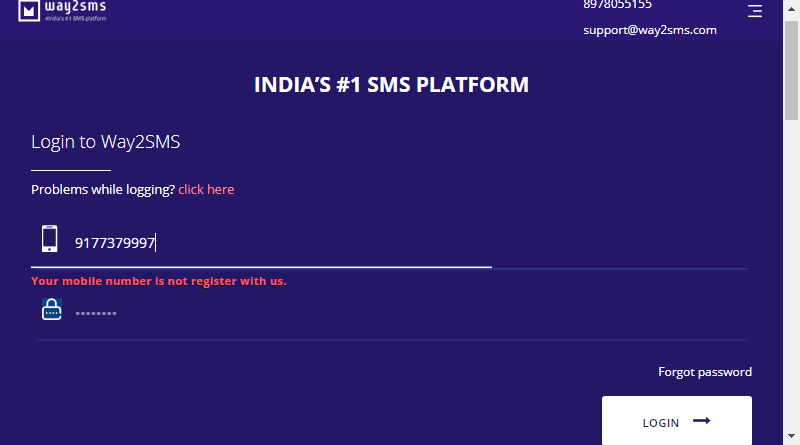 way2sms
#India's #1 SMS platform
8978055155
support@way2sms.com
INDIA’S #1 SMS PLATFORM
Login to Way2SMS
Problems while logging? click here
9177379997
Your mobile number is not register with us.
Forgot password
LOGIN